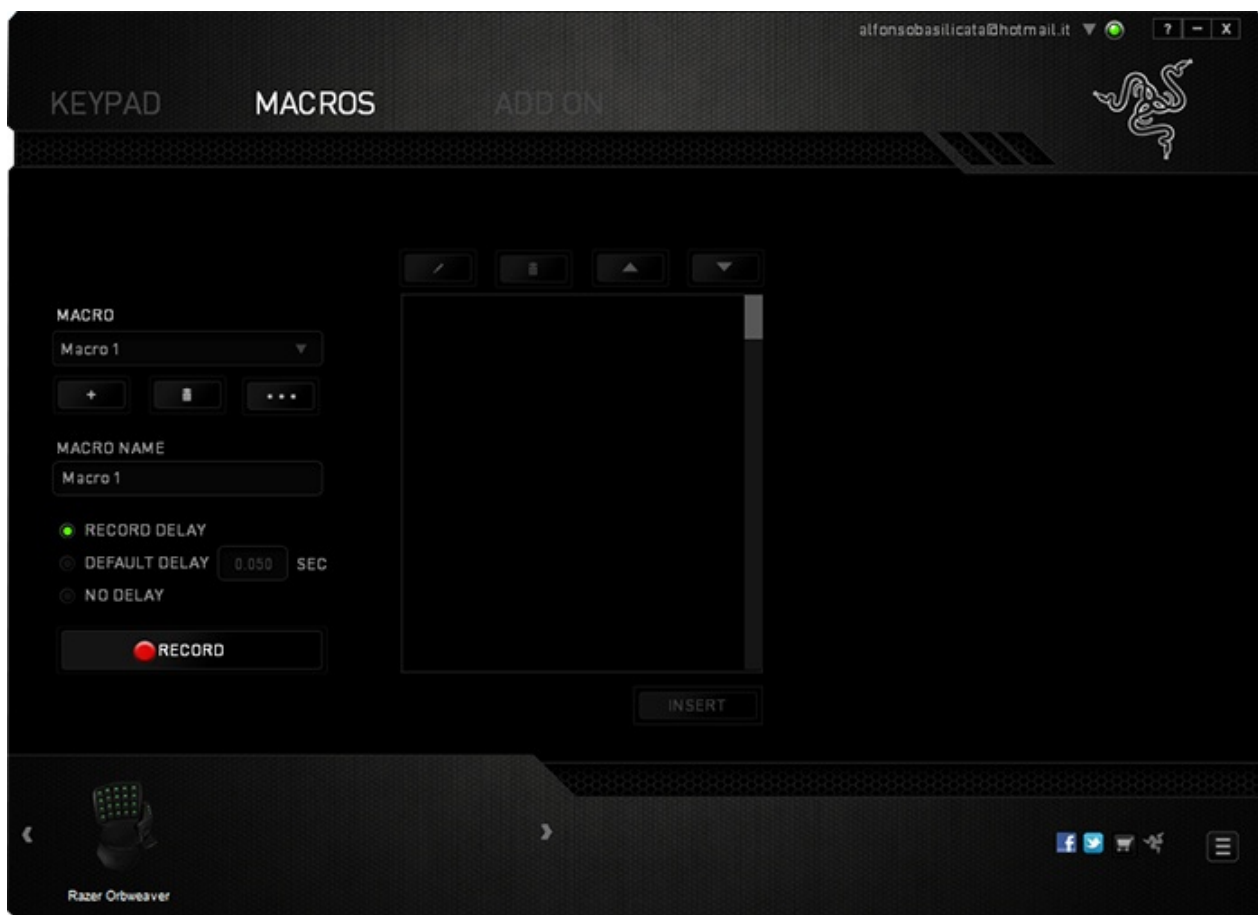 alfonsobasilicata@hotmail.it
? - X
KEYPAD MACROS ADD ON
MACRO
Macro 1
+
MACRO NAME
Macro 1
RECORD DELAY
DEFAULT DELAY 0.050 SEC
NO DELAY
RECORD
INSERT
Razer Orbweaver